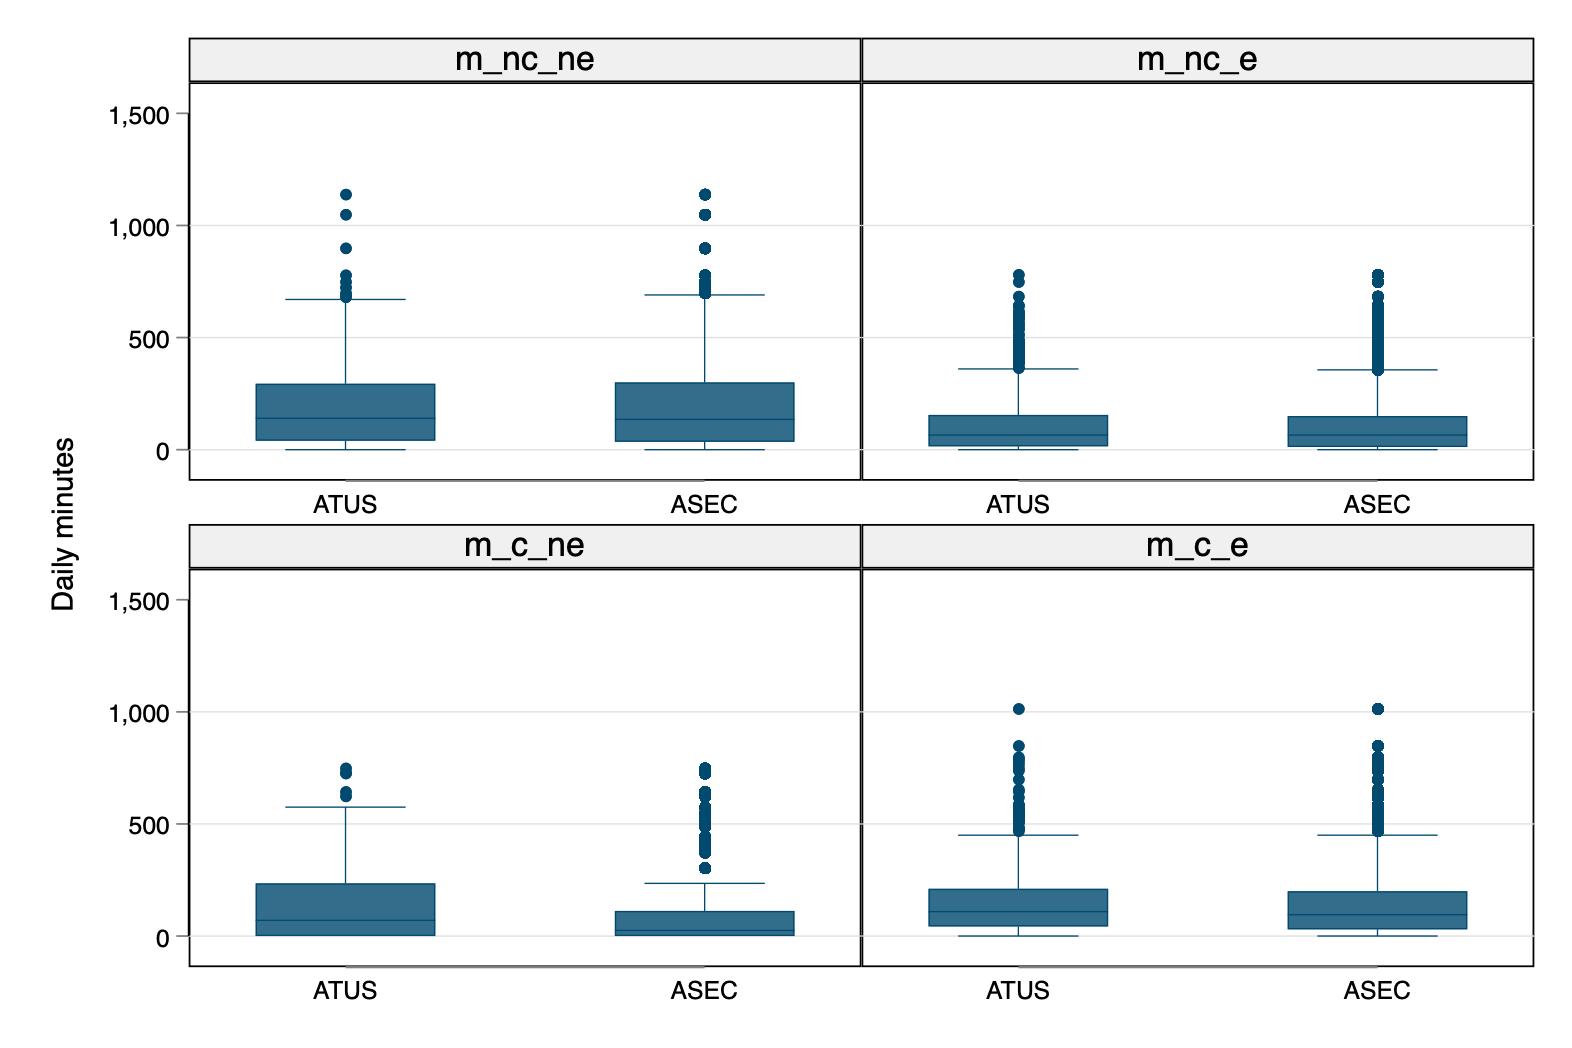 Daily minutes
m_nc_ne
m_nc_e
1,500
1,000
500
0
ATUS
ASEC
ATUS
ASEC
m_c_ne
m_c_e
1,500
1,000
500
0
ATUS
ASEC
ATUS
ASEC